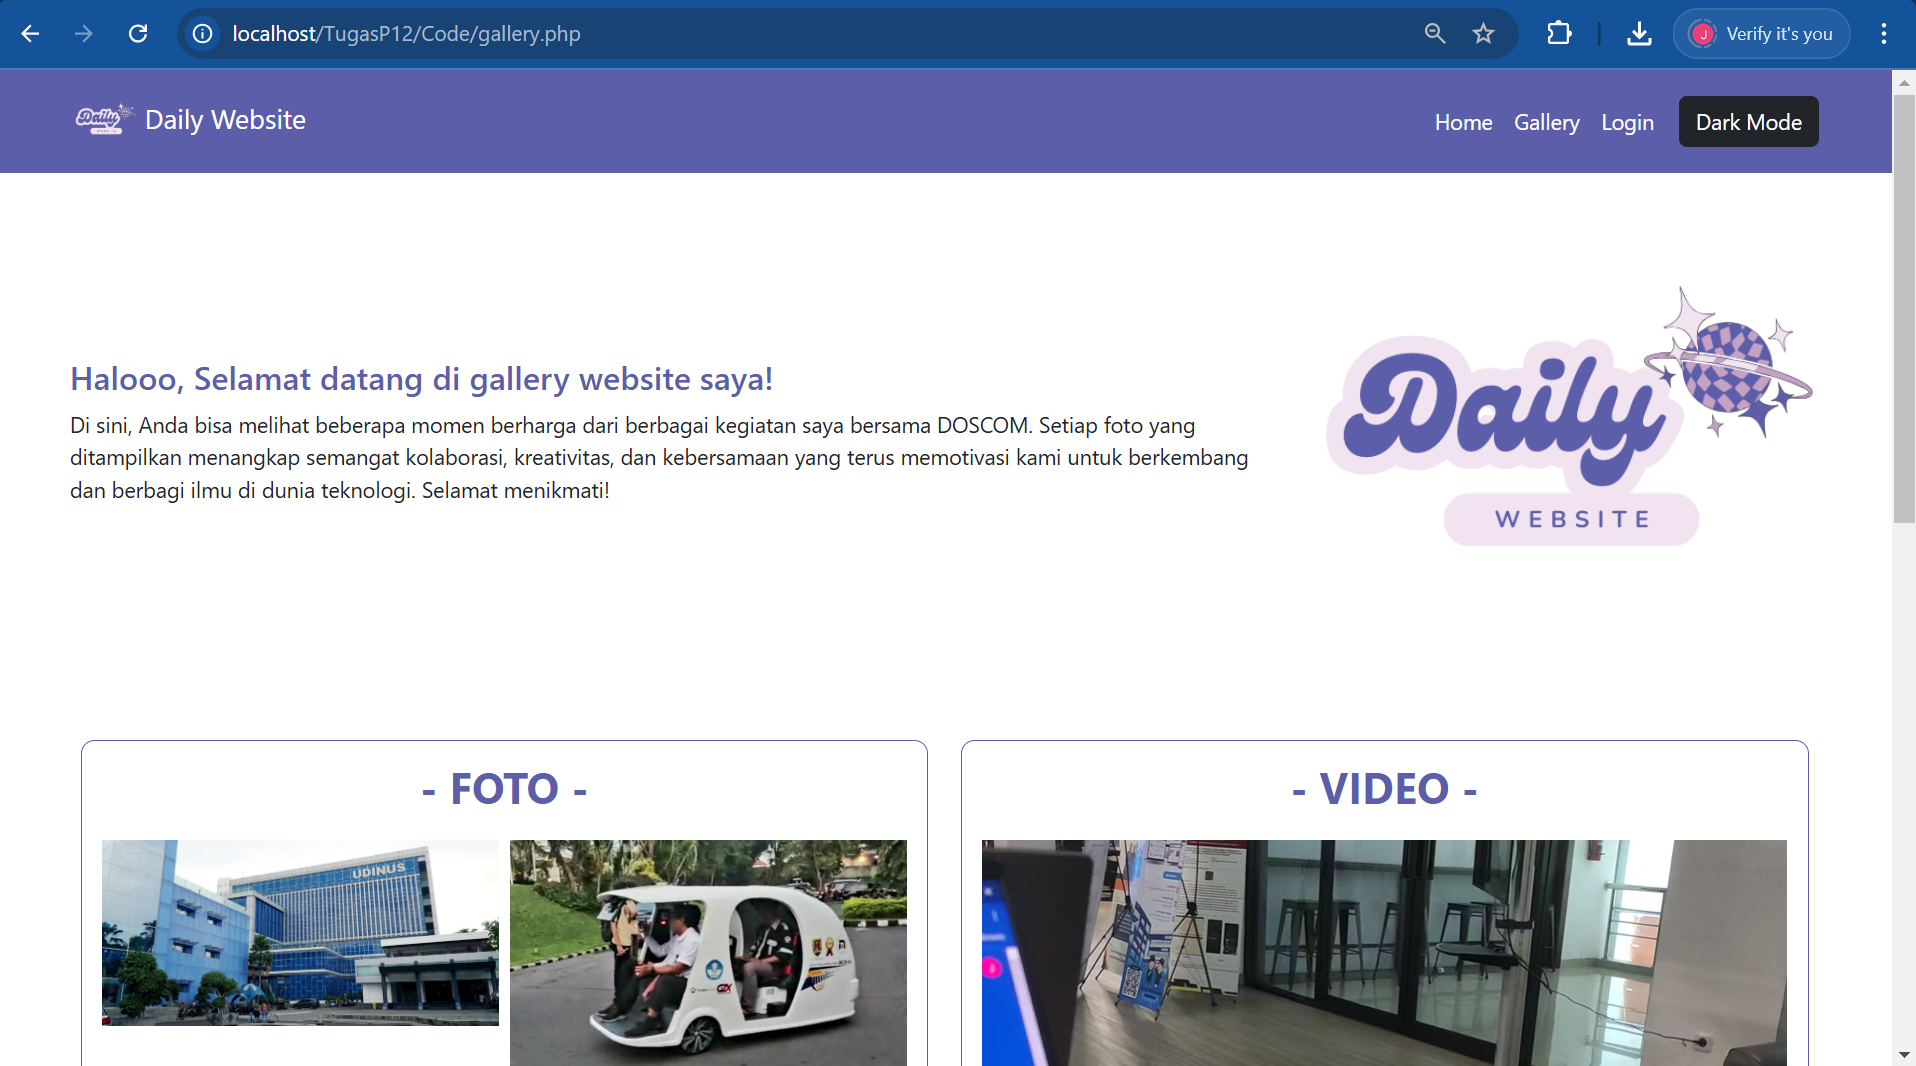 localhost/TugasP12/Code/gallery.php
J
Verify it's you
Daily
Daily Website
Home
Gallery
Login
Dark Mode
Halooo, Selamat datang di gallery website saya!
Di sini, Anda bisa melihat beberapa momen berharga dari berbagai kegiatan saya bersama DOSCOM. Setiap foto yang
ditampilkan menangkap semangat kolaborasi, kreativitas, dan kebersamaan yang terus memotivasi kami untuk berkembang
dan berbagi ilmu di dunia teknologi. Selamat menikmati!
Daily
WEBSITE
- FOTO -
- VIDEO -
UDINUS